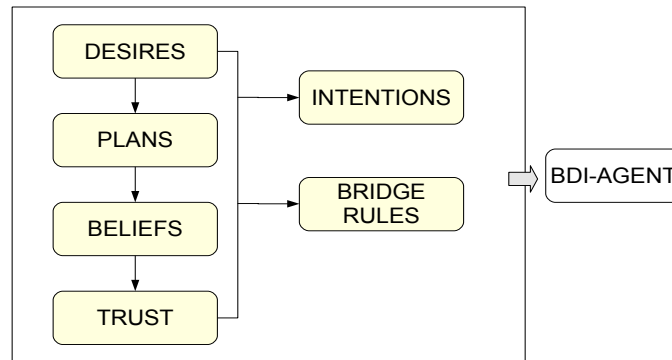 DESIRES
PLANS
BELIEFS
TRUST
INTENTIONS
BRIDGE
RULES
BDI-AGENT